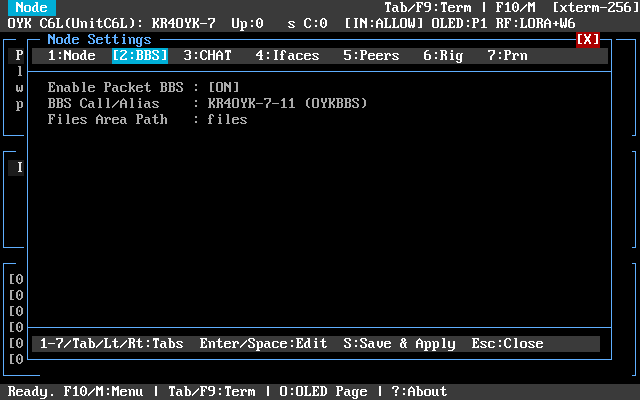 Node Tab/F9:Term | F10/M [xterm-256]
OYK C6L(UnitC6L): KR4OYK-7 Up:0 s C:0 [IN:ALLOW] OLED:P1 RF:LORA+W6
Node Settings [X]
P 1:Node [2:BBS] 3:CHAT 4:Ifaces 5:Peers 6:Rig 7:Prn
l
w Enable Packet BBS : [ON]
p BBS Call/Alias : KR4OYK-7-11 (OYKBBS)
Files Area Path : files
I
[O
[O
[O
[O
[O 1-7/Tab/Lt/Rt:Tabs Enter/Space:Edit S:Save & Apply Esc:Close
[O
Ready. F10/M:Menu | Tab/F9:Term | O:OLED Page | ?:About